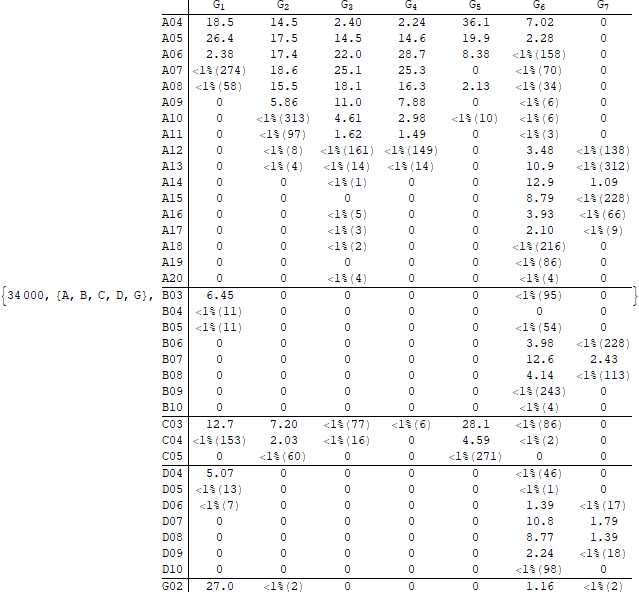 G1 G2 G3 G4 G5 G6 G7
A04 18.5 14.5 2.40 2.24 36.1 7.02 0
A05 26.4 17.5 14.5 14.6 19.9 2.28 0
A06 2.38 17.4 22.0 28.7 8.38 <1%(158) 0
A07 <1%(274) 18.6 25.1 25.3 0 <1%(70) 0
A08 <1%(58) 15.5 18.1 16.3 2.13 <1%(34) 0
A09 0 5.86 11.0 7.88 0 <1%(6) 0
A10 0 <1%(313) 4.61 2.98 <1%(10) <1%(6) 0
A11 0 <1%(97) 1.62 1.49 0 <1%(3) 0
A12 0 <1%(8) <1%(161) <1%(149) 0 3.48 <1%(138)
A13 0 <1%(4) <1%(14) <1%(14) 0 10.9 <1%(312)
A14 0 0 <1%(1) 0 0 12.9 1.09
A15 0 0 0 0 0 8.79 <1%(228)
A16 0 0 <1%(5) 0 0 3.93 <1%(66)
A17 0 0 <1%(3) 0 0 2.10 <1%(9)
A18 0 0 <1%(2) 0 0 <1%(216) 0
A19 0 0 0 0 0 <1%(86) 0
A20 0 0 <1%(4) 0 0 <1%(4) 0
{34 000, {A, B, C, D, G}, B03 6.45 0 0 0 0 <1%(95) 0 }
B04 <1%(11) 0 0 0 0 0 0
B05 <1%(11) 0 0 0 0 <1%(54) 0
B06 0 0 0 0 0 3.98 <1%(228)
B07 0 0 0 0 0 12.6 2.43
B08 0 0 0 0 0 4.14 <1%(113)
B09 0 0 0 0 0 <1%(243) 0
B10 0 0 0 0 0 <1%(4) 0
C03 12.7 7.20 <1%(77) <1%(6) 28.1 <1%(86) 0
C04 <1%(153) 2.03 <1%(16) 0 4.59 <1%(2) 0
C05 0 <1%(60) 0 0 <1%(271) 0 0
D04 5.07 0 0 0 0 <1%(46) 0
D05 <1%(13) 0 0 0 0 <1%(1) 0
D06 <1%(7) 0 0 0 0 1.39 <1%(17)
D07 0 0 0 0 0 10.8 1.79
D08 0 0 0 0 0 8.77 1.39
D09 0 0 0 0 0 2.24 <1%(18)
D10 0 0 0 0 0 <1%(98) 0
G02 27.0 <1%(2) 0 0 0 1.16 <1%(2)